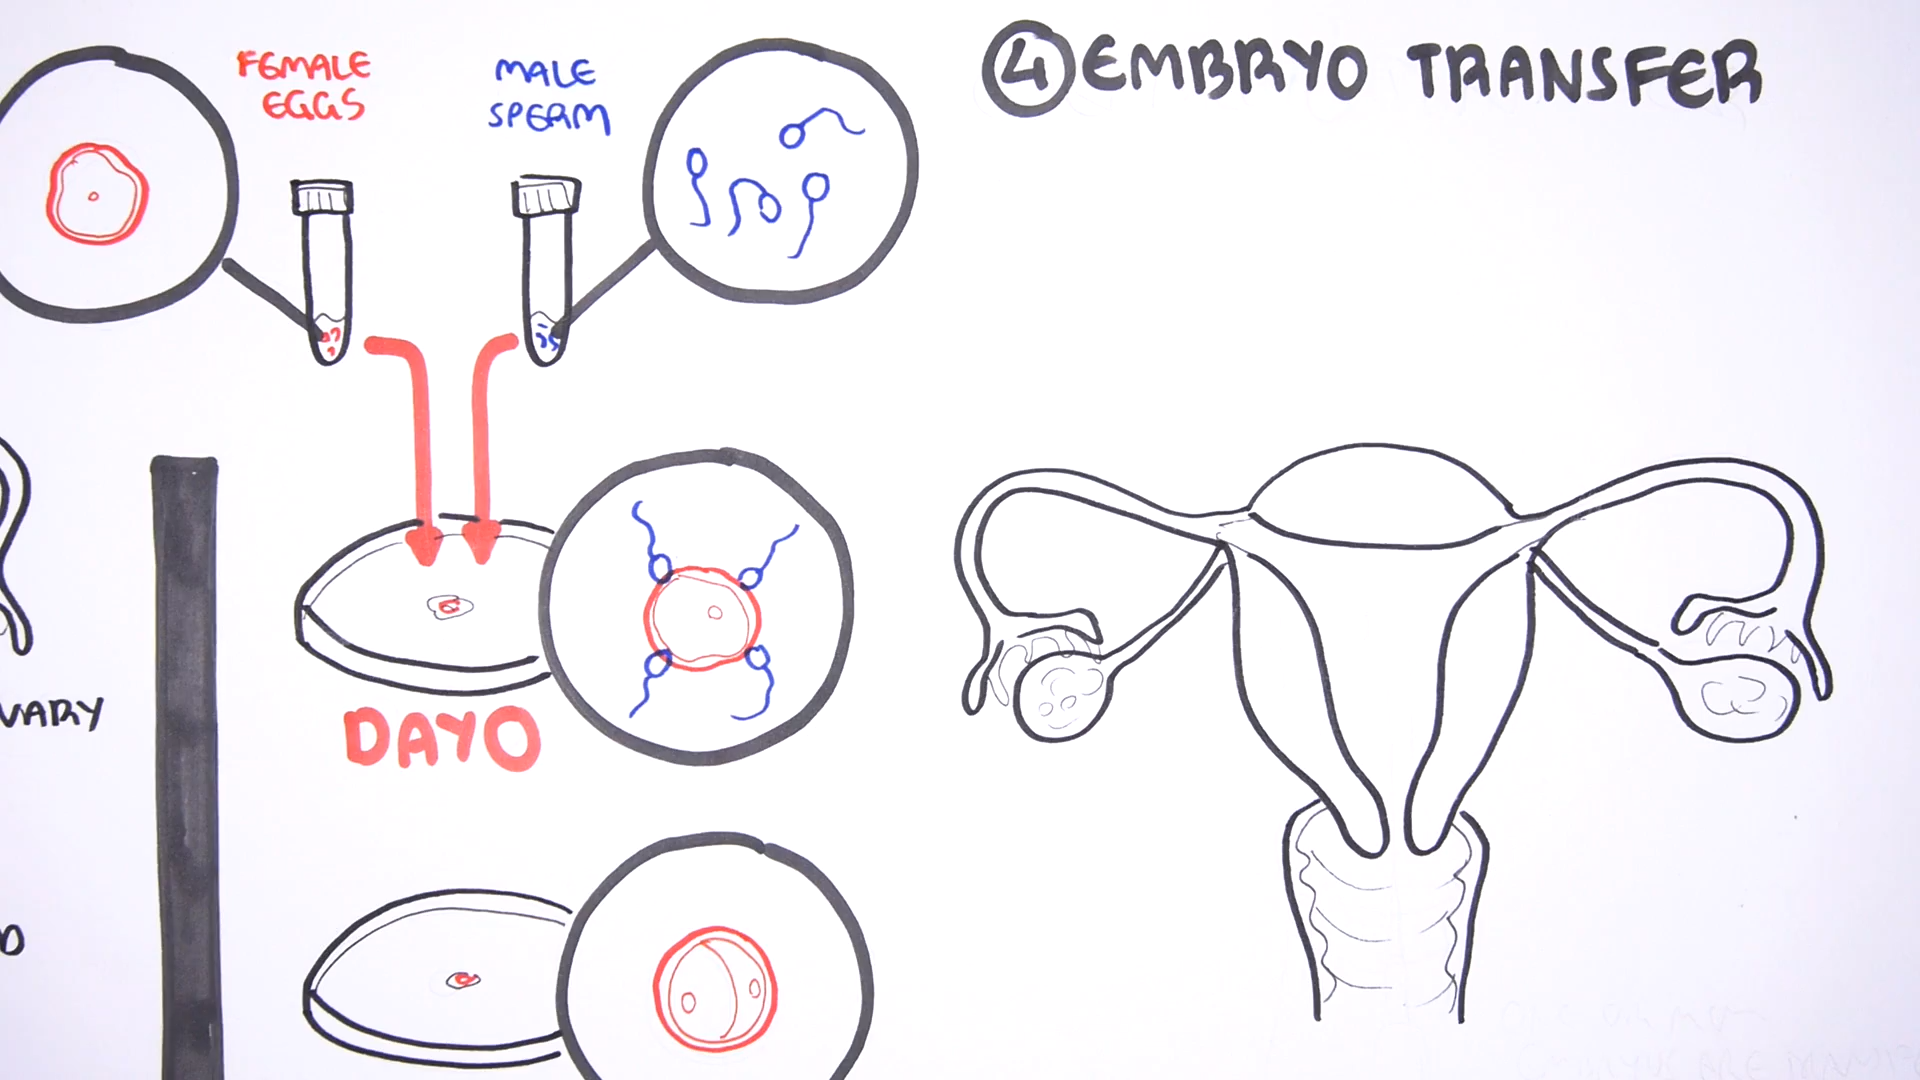 FEMALE
EGGS
MALE
SPERM
④ EMBRYO TRANSFER
VARY
DAY0
D